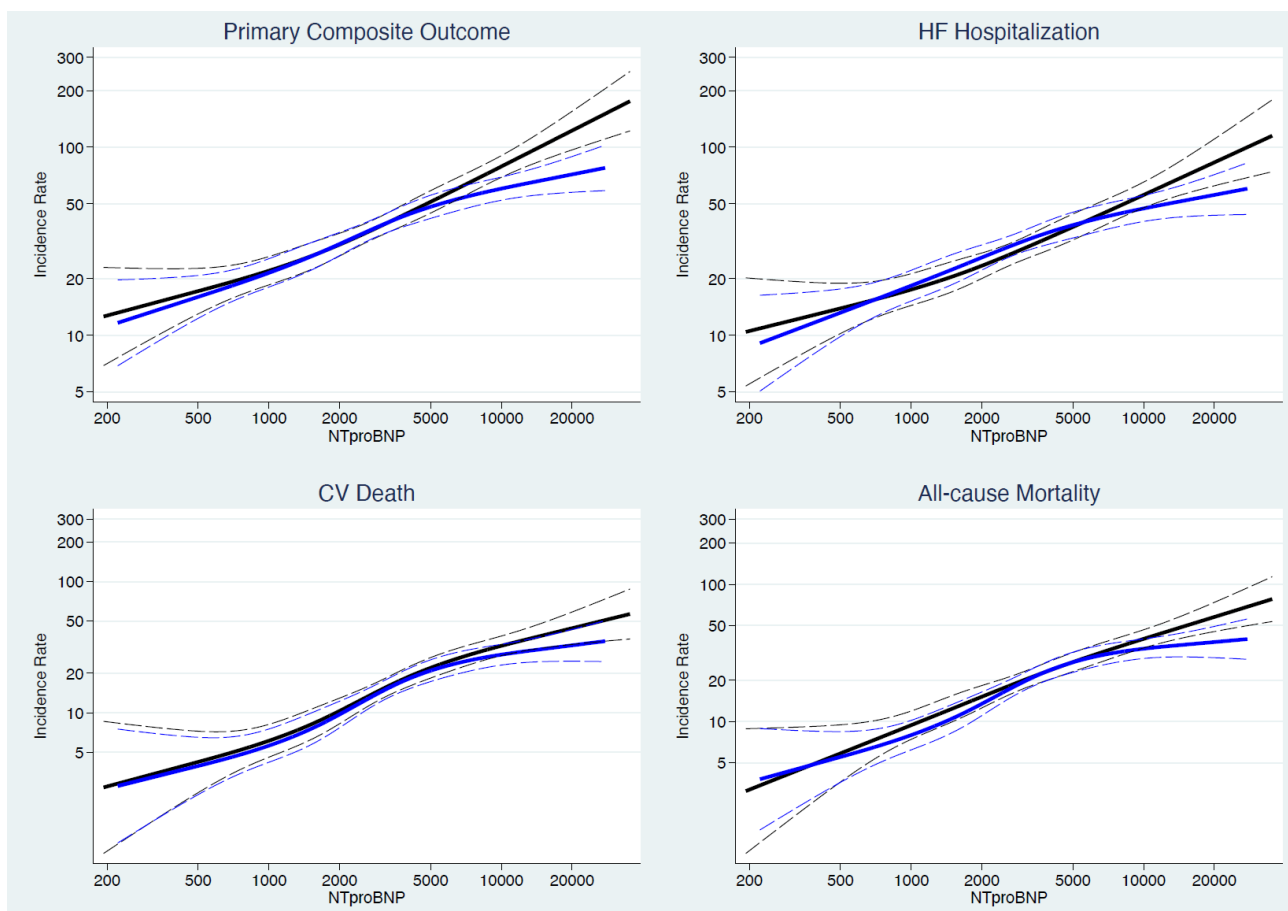 Primary Composite Outcome
300
200
100
50
20
10
5
Incidence Rate
200 500 1000 2000 5000 10000 20000
NTproBNP
HF Hospitalization
300
200
100
50
20
10
5
Incidence Rate
200 500 1000 2000 5000 10000 20000
NTproBNP
CV Death
300
200
100
50
20
10
5
Incidence Rate
200 500 1000 2000 5000 10000 20000
NTproBNP
All-cause Mortality
300
200
100
50
20
10
5
Incidence Rate
200 500 1000 2000 5000 10000 20000
NTproBNP